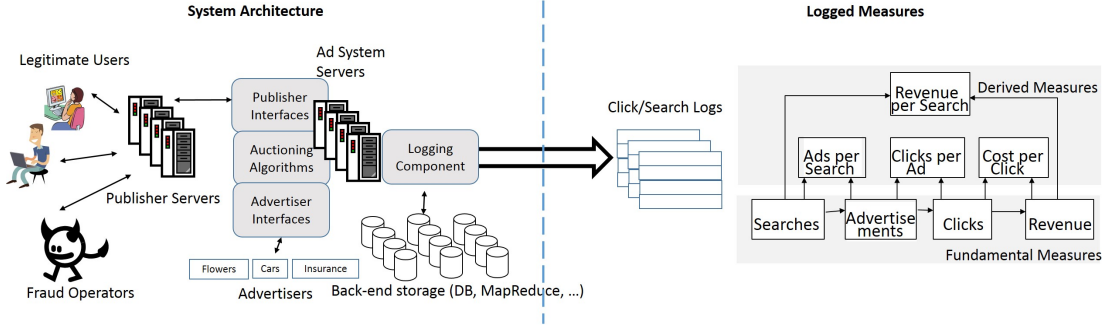 System Architecture
Logged Measures
Legitimate Users
Ad System
Servers
Publisher
Interfaces
Auctioning
Algorithms
Advertiser
Interfaces
Logging
Component
Publisher Servers
Fraud Operators
Flowers
Cars
Insurance
Advertisers
Back-end storage (DB, MapReduce, ...)
Click/Search Logs
Revenue
per Search
Derived Measures
Ads per
Search
Clicks per
Ad
Cost per
Click
Searches
Advertise
ments
Clicks
Revenue
Fundamental Measures